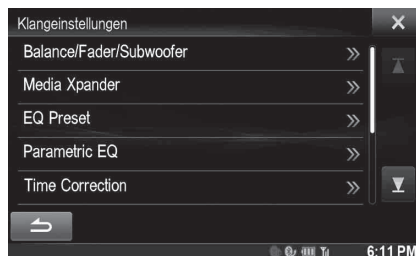 Klangeinstellungen
Balance/Fader/Subwoofer
Media Xpander
EQ Preset
Parametric EQ
Time Correction
6:11 PM